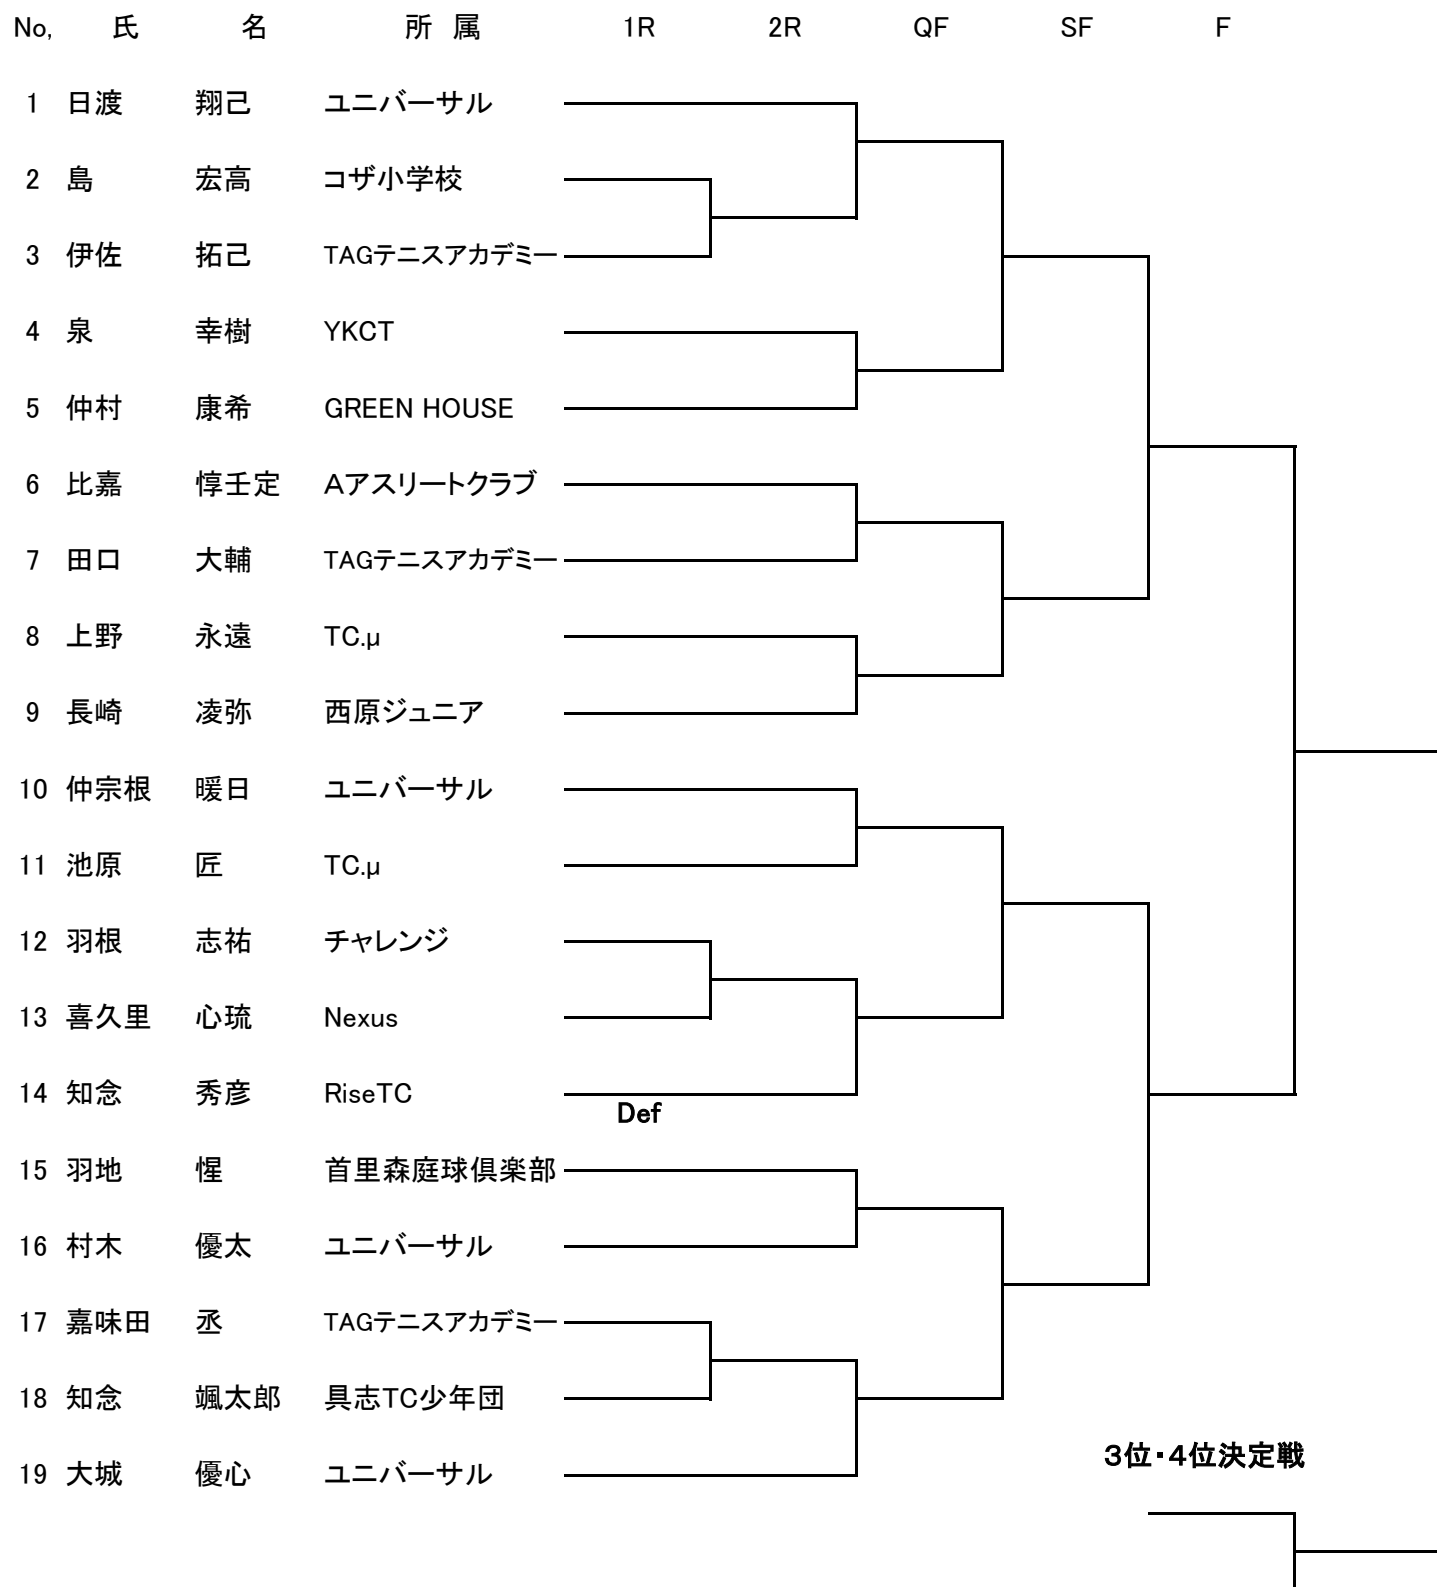 No, 氏 名 所 属 1R 2R QF SF F
1 日渡 翔己 ユニバーサル
2 島 宏高 コザ小学校
3 伊佐 拓己 TAGテニスアカデミー
4 泉 幸樹 YKCT
5 仲村 康希 GREEN HOUSE
6 比嘉 惇壬定 Aアスリートクラブ
7 田口 大輔 TAGテニスアカデミー
8 上野 永遠 TC.μ
9 長崎 凌弥 西原ジュニア
10 仲宗根 暖日 ユニバーサル
11 池原 匠 TC.μ
12 羽根 志祐 チャレンジ
13 喜久里 心琉 Nexus
14 知念 秀彦 RiseTC
Def
15 羽地 惺 首里森庭球倶楽部
16 村木 優太 ユニバーサル
17 嘉味田 丞 TAGテニスアカデミー
18 知念 颯太郎 具志TC少年団
3位・4位決定戦
19 大城 優心 ユニバーサル